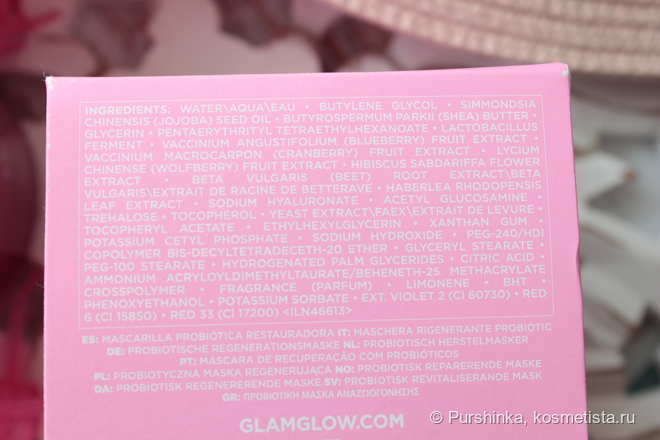 INGREDIENTS: WATER\AQUA\EAU • BUTYLENE GLYCOL • SIMMONDSIA
CHINENSIS (JOJOBA) SEED OIL • BUTYROSPERMUM PARKII (SHEA) BUTTER •
GLYCERIN • PENTAERYTHRITYL TETRAETHYLHEXANOATE • LACTOBACILLUS
FERMENT • VACCINIUM ANGUSTIFOLIUM (BLUEBERRY) FRUIT EXTRACT •
VACCINIUM MACROCARPON (CRANBERRY) FRUIT EXTRACT • LYCIUM
CHINENSE (WOLFBERRY) FRUIT EXTRACT • HIBISCUS SABDARIFFA FLOWER
EXTRACT • BETA VULGARIS (BEET) ROOT EXTRACT\BETA
VULGARIS\EXTRAIT DE RACINE DE BETTERAVE • HABERLEA RHODOPENSIS
LEAF EXTRACT • SODIUM HYALURONATE • ACETYL GLUCOSAMINE •
TREHALOSE • TOCOPHEROL • YEAST EXTRACT\FAEX\EXTRAIT DE LEVURE •
TOCOPHERYL ACETATE • ETHYLHEXYLGLYCERIN • XANTHAN GUM •
POTASSIUM CETYL PHOSPHATE • SODIUM HYDROXIDE • PEG-240/HDI
COPOLYMER BIS-DECYLTETRADECETH-20 ETHER • GLYCERYL STEARATE •
PEG-100 STEARATE • HYDROGENATED PALM GLYCERIDES • CITRIC ACID •
AMMONIUM ACRYLOYLDIMETHYLTAURATE/BEHENETH-25 METHACRYLATE
CROSSPOLYMER • FRAGRANCE (PARFUM) • LIMONENE • BHT •
PHENOXYETHANOL • POTASSIUM SORBATE • EXT. VIOLET 2 (CI 60730) • RED
6 (CI 15850) • RED 33 (CI 17200) <ILN46613>
ES: MASCARILLA PROBIÓTICA RESTAURADORA IT: MASCHERA RIGENERANTE PROBIOTIC
DE: PROBIOTISCHE REGENERATIONSMASKE NL: PROBIOTISCH HERSTELMASKER
PT: MÁSCARA DE RECUPERAÇÃO COM PROBIÓTICOS
PL: PROBIOTYCZNA MASKA REGENERUJĄCA NO: PROBIOTISK REPARERENDE MASKE
DA: PROBIOTISK REGENERERENDE MASKE SV: PROBIOTISK REVITALISERANDE MASK
GR: ΠΡΟΒΙΟΤΙΚΗ ΜΑΣΚΑ ΑΝΑΖΩΟΓΟΝΗΣΗΣ
GLAMGLOW.COM
© Purshinka, kosmetista.ru